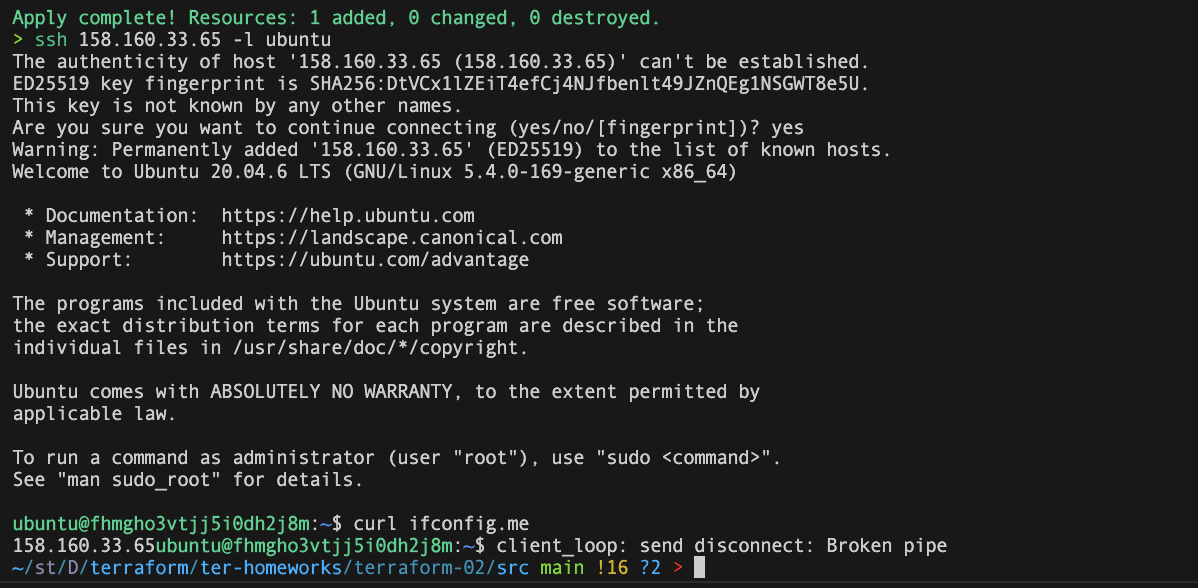 Apply complete! Resources: 1 added, 0 changed, 0 destroyed.
> ssh 158.160.33.65 -l ubuntu
The authenticity of host '158.160.33.65 (158.160.33.65)' can't be established.
ED25519 key fingerprint is SHA256:DtVCx1lZEiT4efCj4NJfbenlt49JZnQEg1NSGWT8e5U.
This key is not known by any other names.
Are you sure you want to continue connecting (yes/no/[fingerprint])? yes
Warning: Permanently added '158.160.33.65' (ED25519) to the list of known hosts.
Welcome to Ubuntu 20.04.6 LTS (GNU/Linux 5.4.0-169-generic x86_64)
* Documentation: https://help.ubuntu.com
* Management: https://landscape.canonical.com
* Support: https://ubuntu.com/advantage
The programs included with the Ubuntu system are free software;
the exact distribution terms for each program are described in the
individual files in /usr/share/doc/*/copyright.
Ubuntu comes with ABSOLUTELY NO WARRANTY, to the extent permitted by
applicable law.
To run a command as administrator (user "root"), use "sudo <command>".
See "man sudo_root" for details.
ubuntu@fhmgho3vtjj5i0dh2j8m:~$ curl ifconfig.me
158.160.33.65ubuntu@fhmgho3vtjj5i0dh2j8m:~$ client_loop: send disconnect: Broken pipe
~/st/D/terraform/ter-homeworks/terraform-02/src main !16 ?2 >